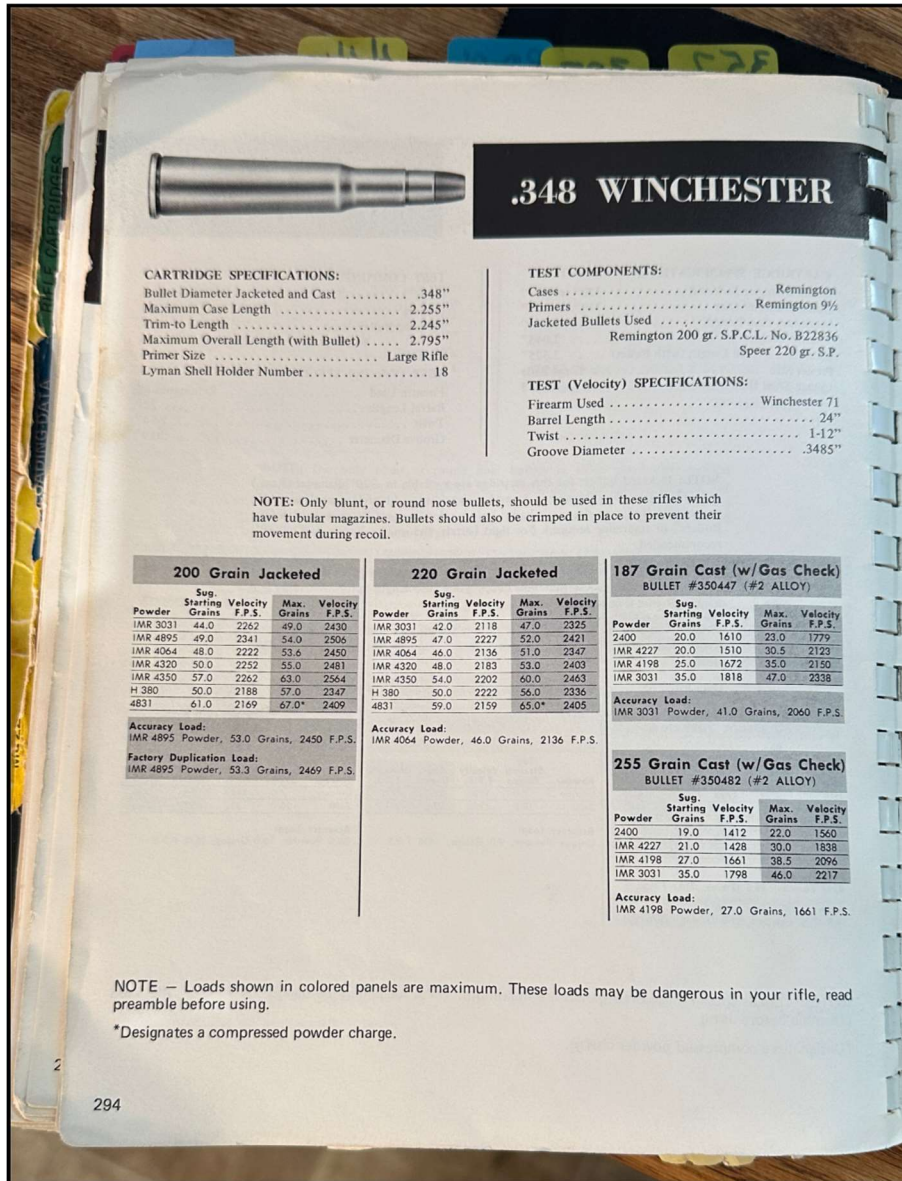 .348 WINCHESTER
CARTRIDGE SPECIFICATIONS:
Bullet Diameter Jacketed and Cast ......... .348"
Maximum Case Length ................ 2.255"
Trim-to Length ...................... 2.245"
Maximum Overall Length (with Bullet) ..... 2.795"
Primer Size ...................... Large Rifle
Lyman Shell Holder Number ................. 18
TEST COMPONENTS:
Cases ............................ Remington
Primers ....................... Remington 9½
Jacketed Bullets Used .........................
Remington 200 gr. S.P.C.L. No. B22836
Speer 220 gr. S.P.
TEST (Velocity) SPECIFICATIONS:
Firearm Used .................... Winchester 71
Barrel Length ............................. 24"
Twist ................................. 1-12"
Groove Diameter ...................... .3485"
NOTE: Only blunt, or round nose bullets, should be used in these rifles which
have tubular magazines. Bullets should also be crimped in place to prevent their
movement during recoil.
200 Grain Jacketed
Sug.
Starting Velocity Max. Velocity
Powder Grains F.P.S. Grains F.P.S.
IMR 3031 44.0 2262 49.0 2430
IMR 4895 49.0 2341 54.0 2506
IMR 4064 48.0 2222 53.6 2450
IMR 4320 50.0 2252 55.0 2481
IMR 4350 57.0 2262 63.0 2564
H 380 50.0 2188 57.0 2347
4831 61.0 2169 67.0* 2409
Accuracy Load:
IMR 4895 Powder, 53.0 Grains, 2450 F.P.S.
Factory Duplication Load:
IMR 4895 Powder, 53.3 Grains, 2469 F.P.S.
220 Grain Jacketed
Sug.
Starting Velocity Max. Velocity
Powder Grains F.P.S. Grains F.P.S.
IMR 3031 42.0 2118 47.0 2325
IMR 4895 47.0 2227 52.0 2421
IMR 4064 46.0 2136 51.0 2347
IMR 4320 48.0 2183 53.0 2403
IMR 4350 54.0 2202 60.0 2463
H 380 50.0 2222 56.0 2336
4831 59.0 2159 65.0* 2405
Accuracy Load:
IMR 4064 Powder, 46.0 Grains, 2136 F.P.S.
187 Grain Cast (w/Gas Check)
BULLET #350447 (#2 ALLOY)
Sug.
Starting Velocity Max. Velocity
Powder Grains F.P.S. Grains F.P.S.
2400 20.0 1610 23.0 1779
IMR 4227 20.0 1510 30.5 2123
IMR 4198 25.0 1672 35.0 2150
IMR 3031 35.0 1818 47.0 2338
Accuracy Load:
IMR 3031 Powder, 41.0 Grains, 2060 F.P.S.
255 Grain Cast (w/Gas Check)
BULLET #350482 (#2 ALLOY)
Sug.
Starting Velocity Max. Velocity
Powder Grains F.P.S. Grains F.P.S.
2400 19.0 1412 22.0 1560
IMR 4227 21.0 1428 30.0 1838
IMR 4198 27.0 1661 38.5 2096
IMR 3031 35.0 1798 46.0 2217
Accuracy Load:
IMR 4198 Powder, 27.0 Grains, 1661 F.P.S.
NOTE — Loads shown in colored panels are maximum. These loads may be dangerous in your rifle, read
preamble before using.
*Designates a compressed powder charge.
294
RIFLE CARTRIDGES
LOADING DATA
357